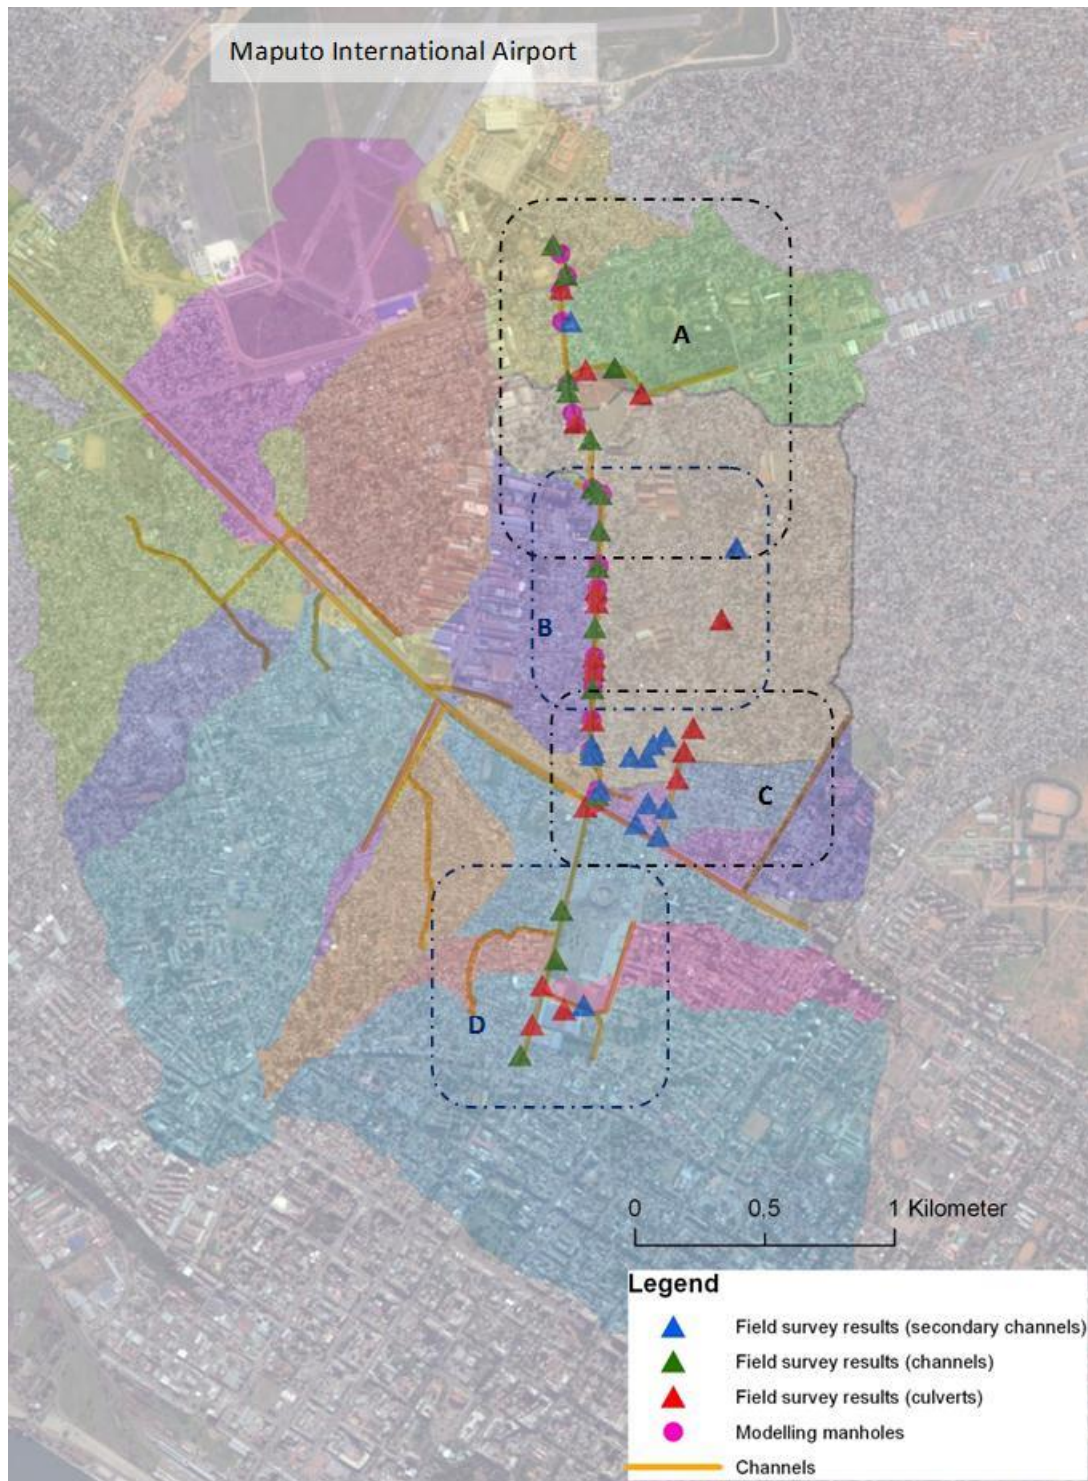 Maputo International Airport
A
B
C
D
0 0,5 1 Kilometer
Legend
Field survey results (secondary channels)
Field survey results (channels)
Field survey results (culverts)
Modelling manholes
Channels